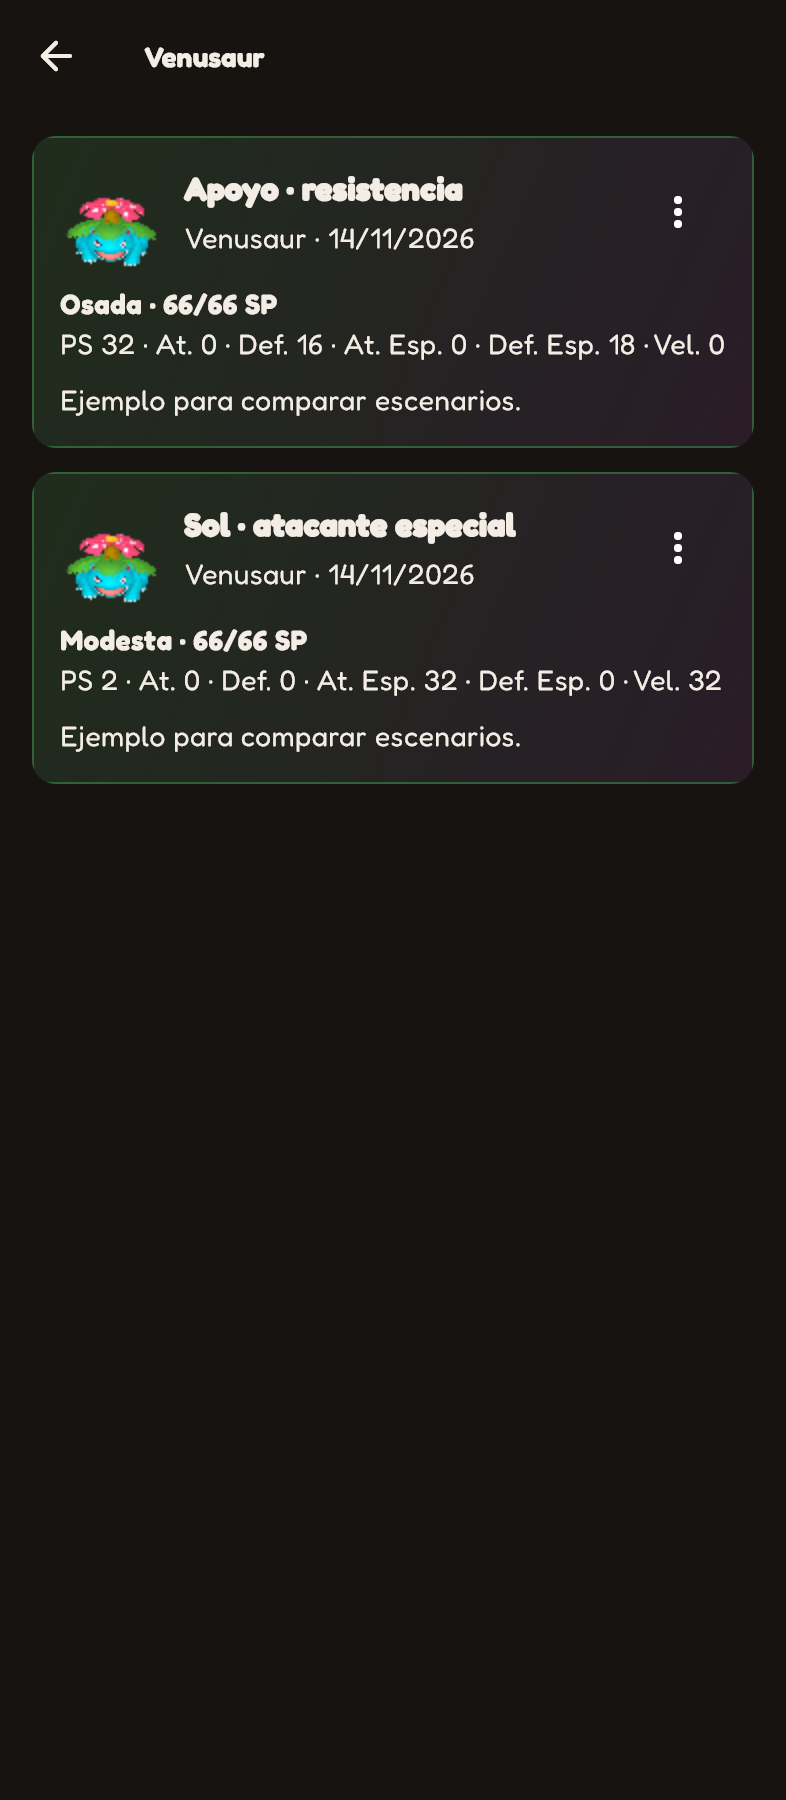 Venusaur
Apoyo · resistencia
Venusaur · 14/11/2026
Osada · 66/66 SP
PS 32 · At. 0 · Def. 16 · At. Esp. 0 · Def. Esp. 18 · Vel. 0
Ejemplo para comparar escenarios.
Sol · atacante especial
Venusaur · 14/11/2026
Modesta · 66/66 SP
PS 2 · At. 0 · Def. 0 · At. Esp. 32 · Def. Esp. 0 · Vel. 32
Ejemplo para comparar escenarios.